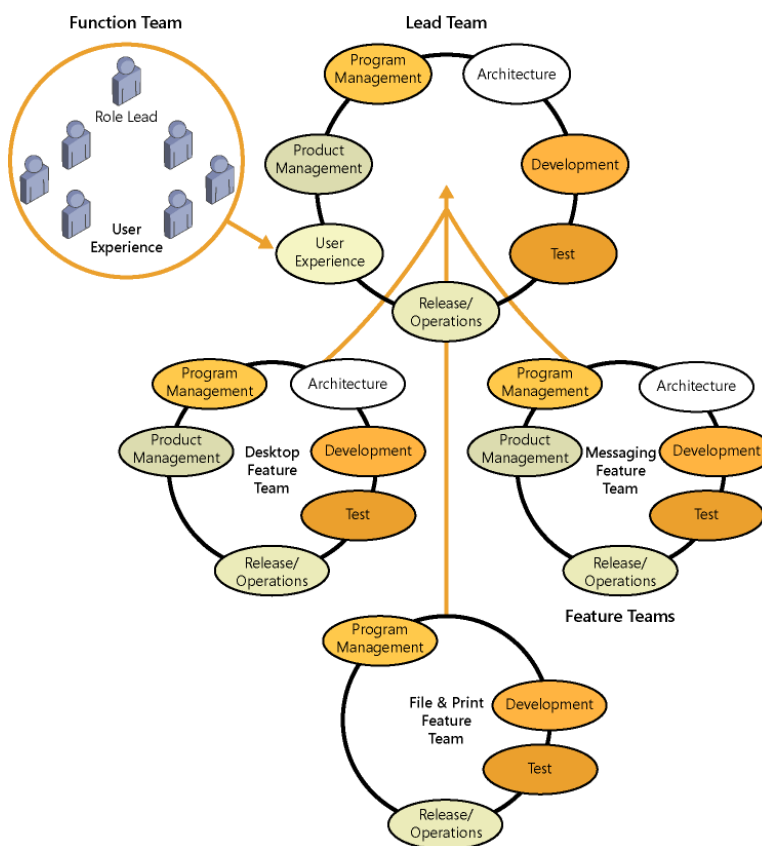 Function Team
Role Lead
User
Experience
Lead Team
Program
Management
Architecture
Product
Management
Development
User
Experience
Test
Release/
Operations
Program
Management
Architecture
Product
Management
Desktop
Feature
Team
Development
Test
Release/
Operations
Program
Management
Architecture
Product
Management
Messaging
Feature
Team
Development
Test
Release/
Operations
Feature Teams
Program
Management
File & Print
Feature
Team
Development
Test
Release/
Operations